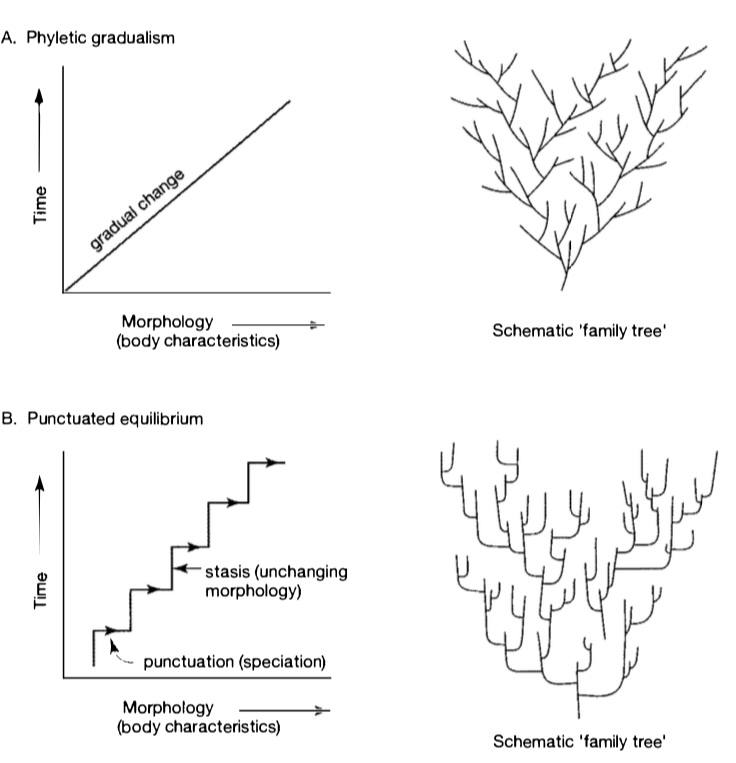 A. Phyletic gradualism
Time
gradual change
Morphology
(body characteristics)
Schematic 'family tree'
B. Punctuated equilibrium
Time
stasis (unchanging
morphology)
punctuation (speciation)
Morphology
(body characteristics)
Schematic 'family tree'